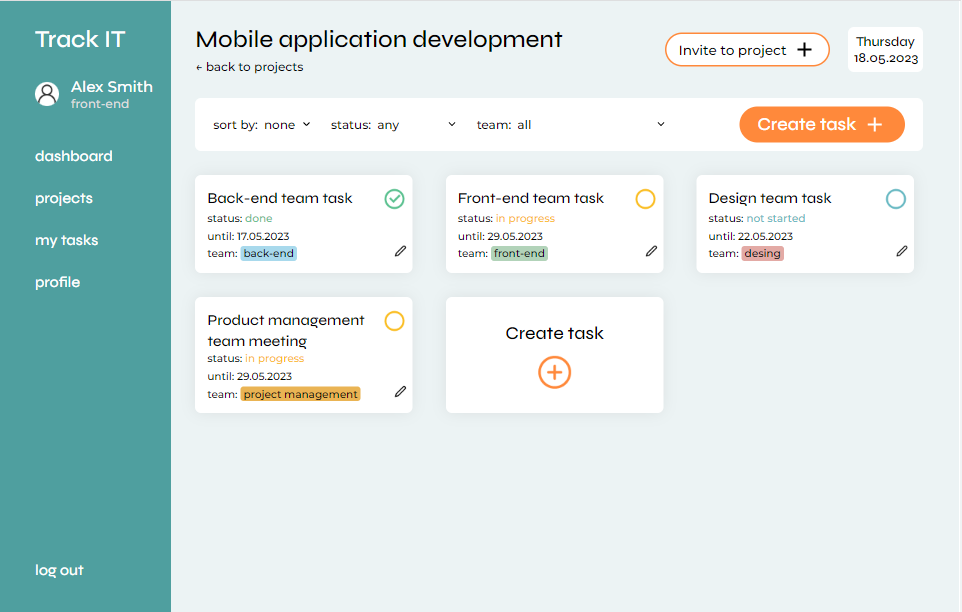 Track IT
Alex Smith
front-end
dashboard
projects
my tasks
profile
log out
Mobile application development
← back to projects
Invite to project +
Thursday
18.05.2023
sort by: none status: any team: all
Create task +
Back-end team task
status: done
until: 17.05.2023
team: back-end
Front-end team task
status: in progress
until: 29.05.2023
team: front-end
Design team task
status: not started
until: 22.05.2023
team: desing
Product management
team meeting
status: in progress
until: 29.05.2023
team: project management
Create task